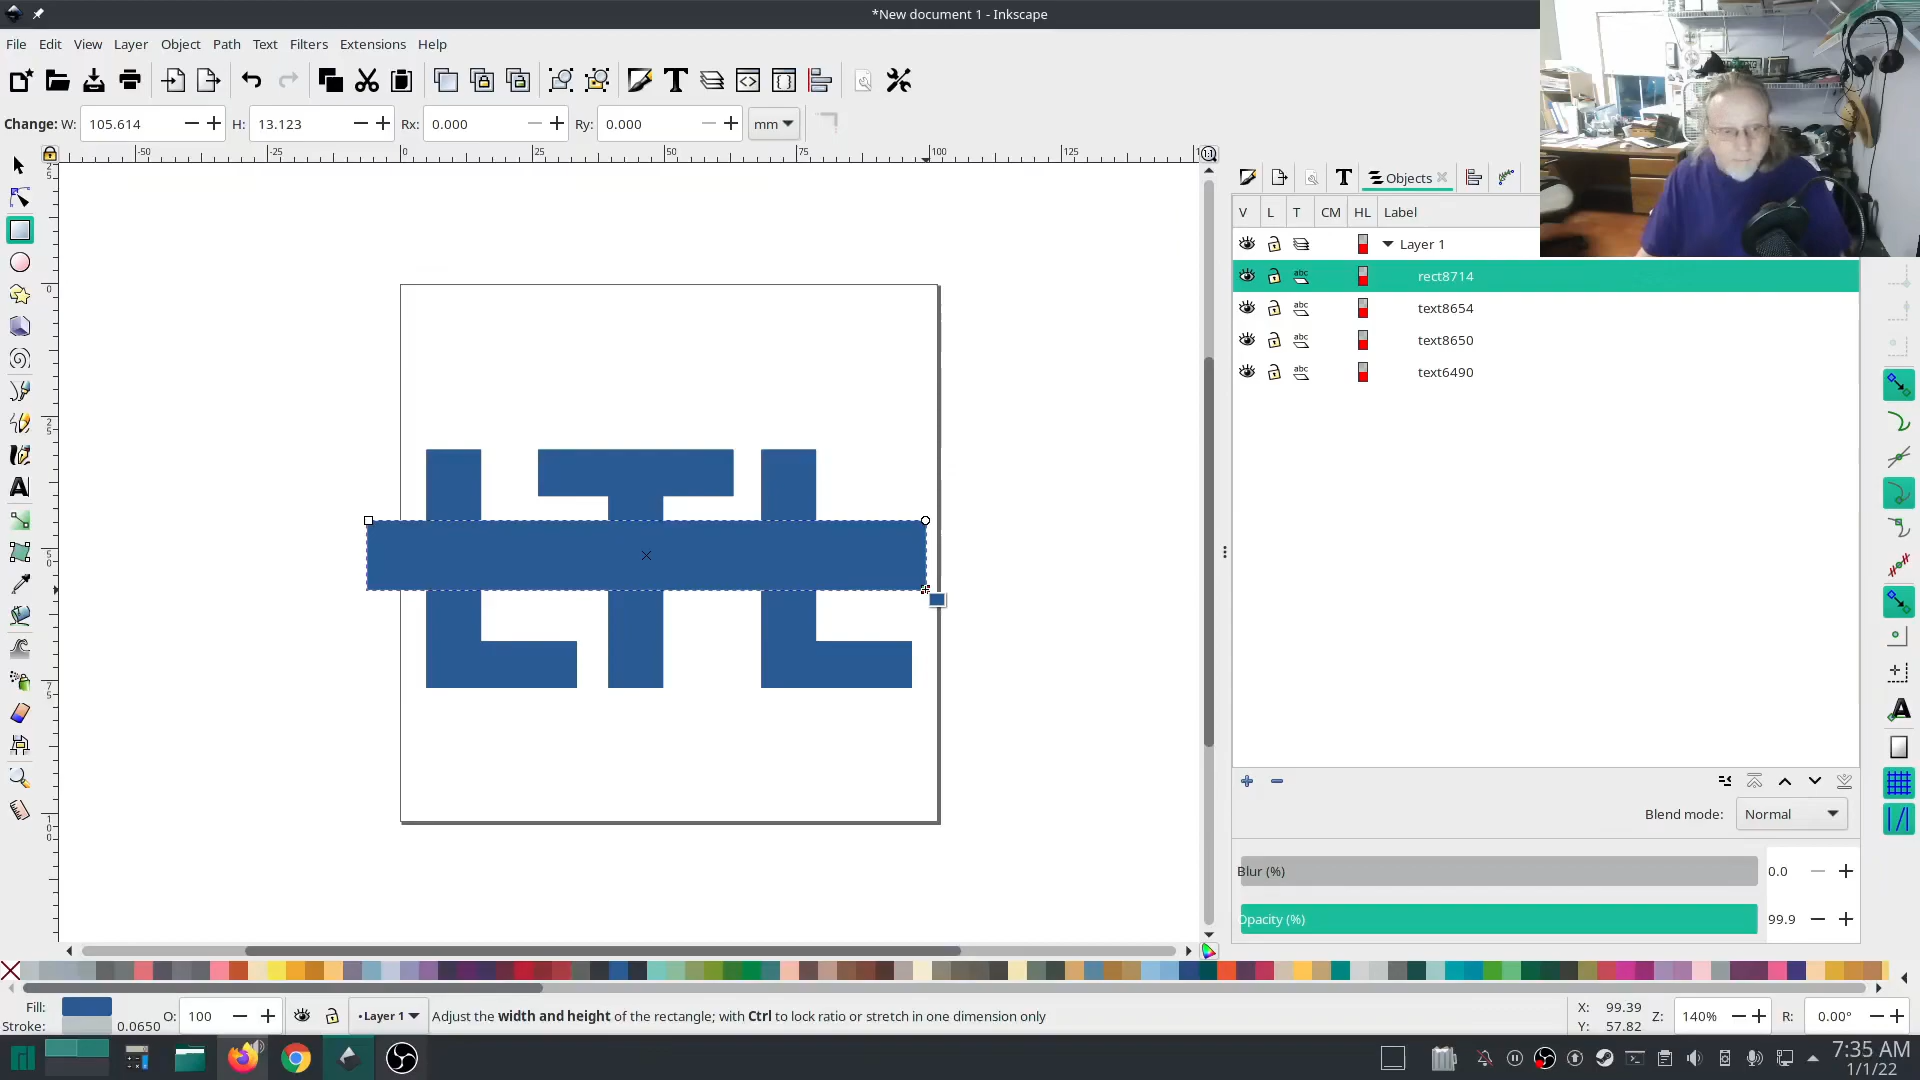 *New document 1 - Inkscape
File Edit View Layer Object Path Text Filters Extensions Help
Change: W: 105.614 H: 13.123 Rx: 0.000 Ry: 0.000 mm
-50 -25 0 25 50 75 100 125
Objects
V L T CM HL Label
Layer 1
rect8714
text8654
text8650
text6490
LTL
Blend mode: Normal
Blur (%) 0.0
Opacity (%) 99.9
Fill:
Stroke: 0.0650
O: 100
Layer 1
Adjust the width and height of the rectangle; with Ctrl to lock ratio or stretch in one dimension only
X: 99.39
Y: 57.82
Z: 140%
R: 0.00°
7:35 AM
1/1/22